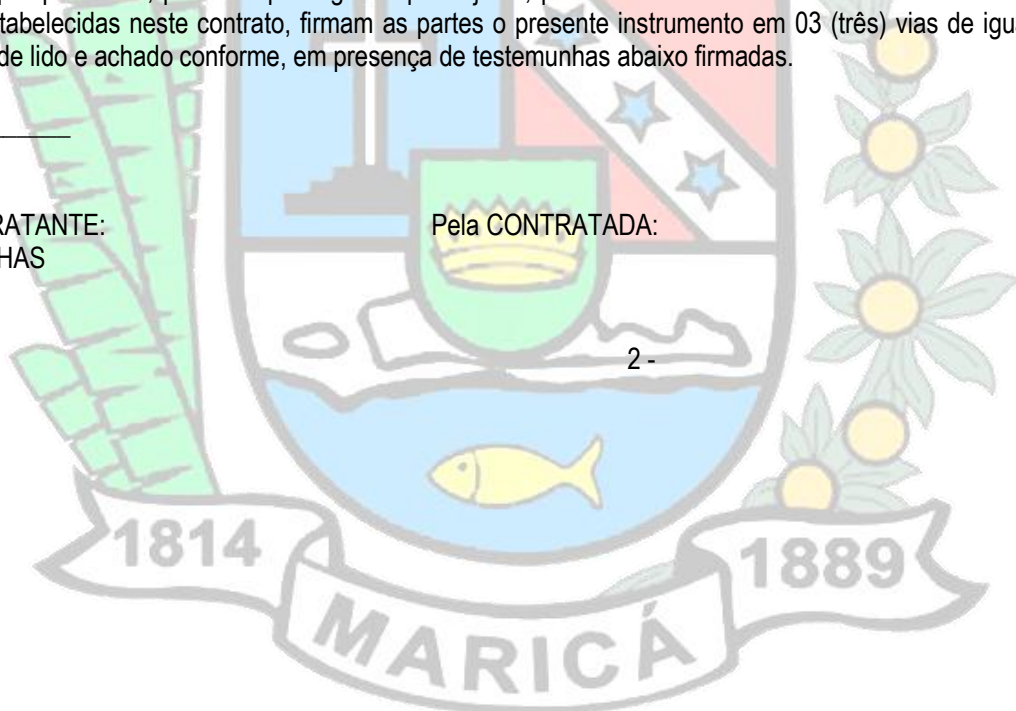 tabelecidas neste contrato, firmam as partes o presente instrumento em 03 (três) vias de igua
de lido e achado conforme, em presença de testemunhas abaixo firmadas.
RATANTE:
Pela CONTRATADA:
HAS
2 -
1814
1889
MARICÁ